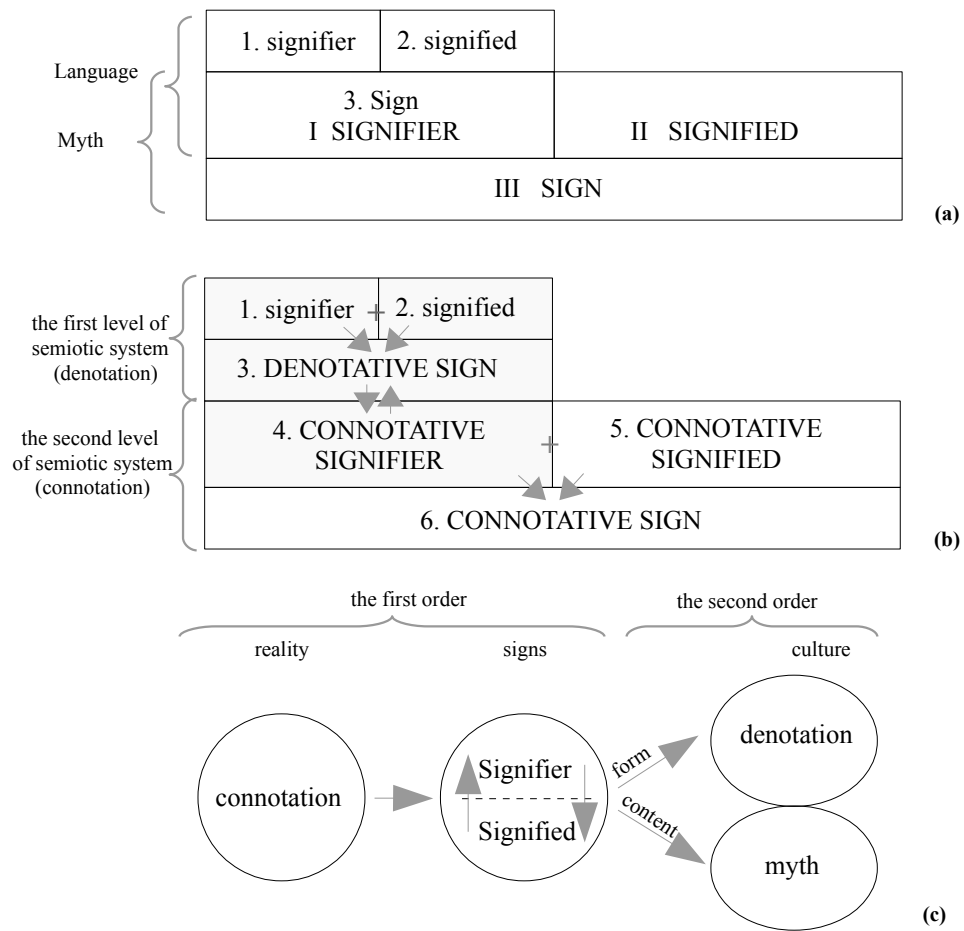 1. signifier
2. signified
Language
3. Sign
I SIGNIFIER
II SIGNIFIED
Myth
III SIGN
(a)
1. signifier
+
2. signified
the first level of
semiotic system
(denotation)
3. DENOTATIVE SIGN
the second level
of semiotic system
(connotation)
4. CONNOTATIVE
SIGNIFIER
+
5. CONNOTATIVE
SIGNIFIED
6. CONNOTATIVE SIGN
(b)
the first order
the second order
reality
signs
culture
connotation
Signifier
Signified
form
content
denotation
myth
(c)